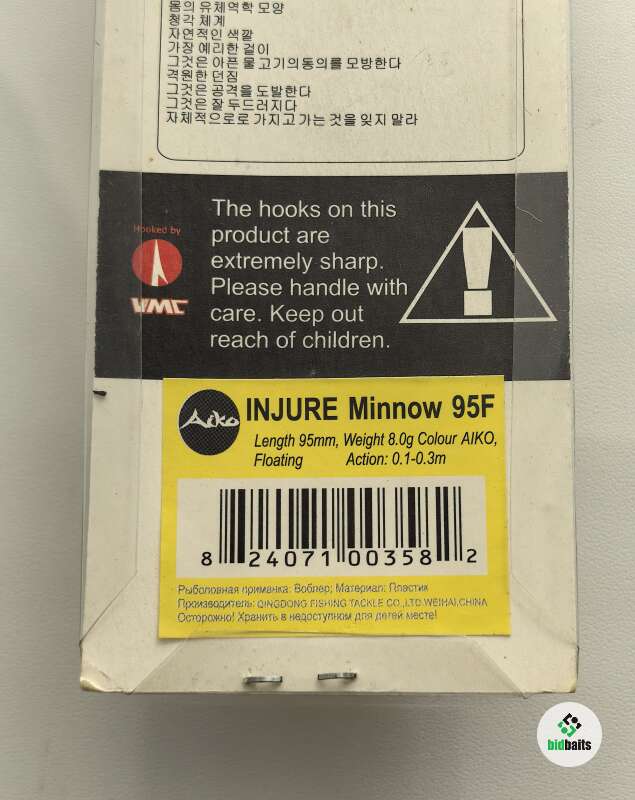 몸의 유체역학 모양
청각 체계
자연적인 색깔
가장 예리한 걸이
그것은 아픈 물고기의동의를 모방한다
격원한 던짐
그것은 공격을 도발한다
그것은 잘 두드러지다
자체적으로로 가지고 가는 것을 잊지 말라
Hooked by
VMC
The hooks on this
product are
extremely sharp.
Please handle with
care. Keep out
reach of children.
Aiko
INJURE Minnow 95F
Length 95mm, Weight 8.0g Colour AIKO,
Floating Action: 0.1-0.3m
8 24071 00358 2
Рыболовная приманка: Воблер; Материал: Пластик
Производитель: QINGDONG FISHING TACKLE CO.,LTD.WEIHAI,CHINA
Осторожно! Хранить в недоступном для детей месте!
bidbaits